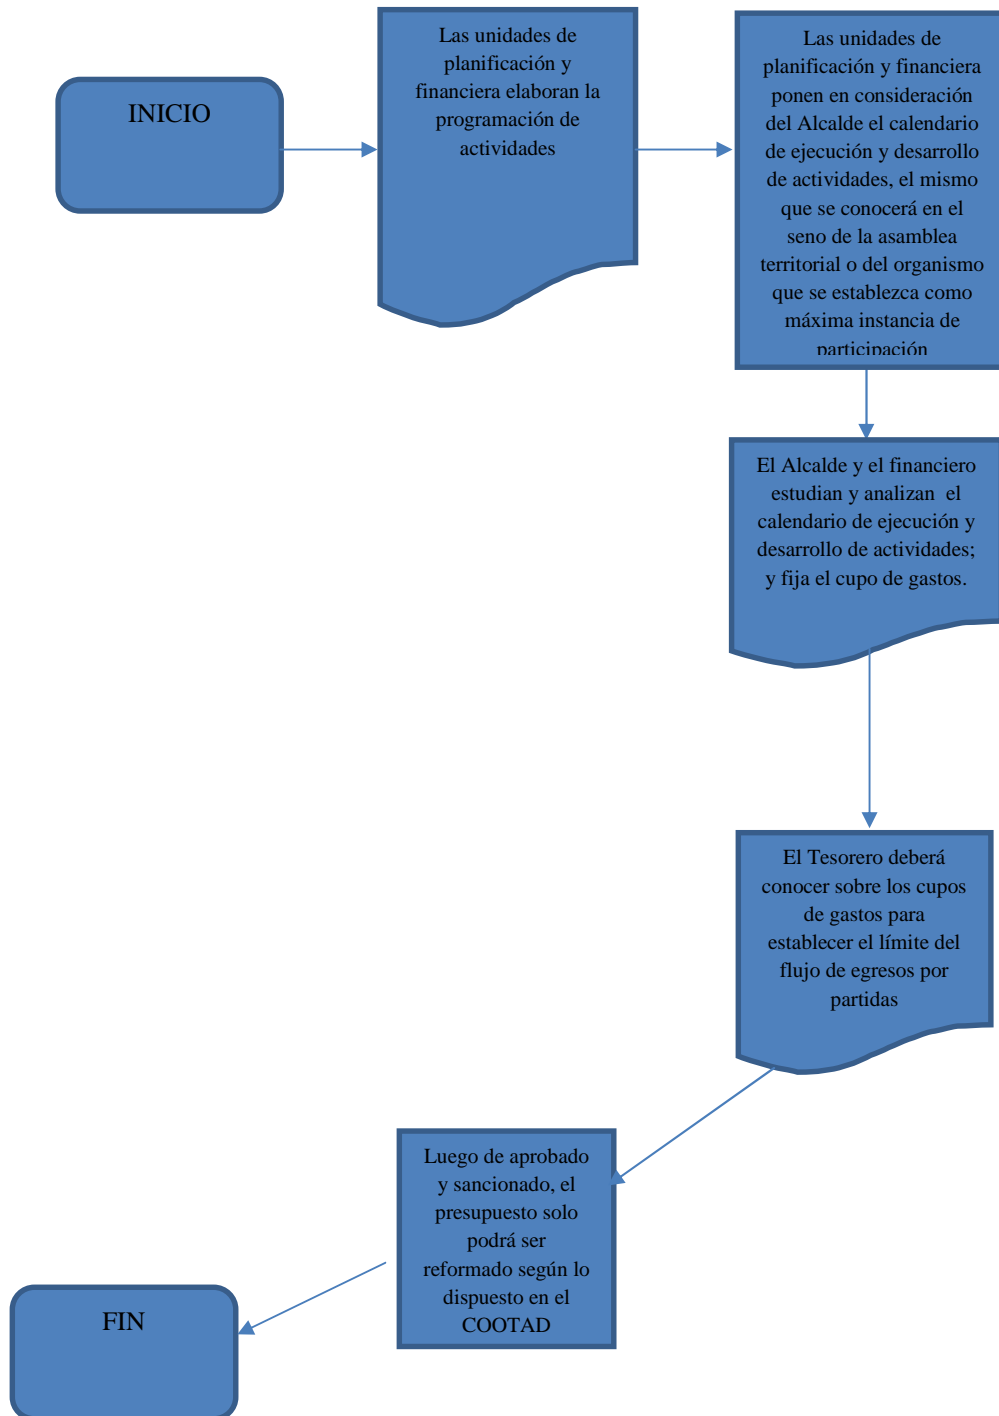 INICIO
Las unidades de
planificación y
financiera elaboran la
programación de
actividades
Las unidades de
planificación y financiera
ponen en consideración
del Alcalde el calendario
de ejecución y desarrollo
de actividades, el mismo
que se conocerá en el
seno de la asamblea
territorial o del organismo
que se establezca como
máxima instancia de
participación
El Alcalde y el financiero
estudian y analizan el
calendario de ejecución y
desarrollo de actividades;
y fija el cupo de gastos.
El Tesorero deberá
conocer sobre los cupos
de gastos para
establecer el límite del
flujo de egresos por
partidas
Luego de aprobado
y sancionado, el
presupuesto solo
podrá ser
reformado según lo
dispuesto en el
COOTAD
FIN